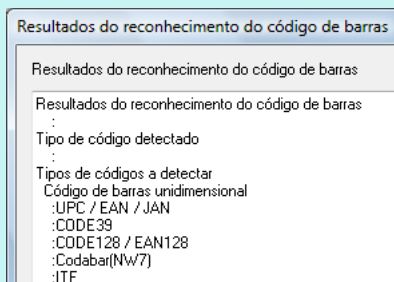 Resultados do reconhecimento do código de barras
Resultados do reconhecimento do código de barras
Resultados do reconhecimento do código de barras
:
Tipo de código detectado
:
Tipos de códigos a detectar
Código de barras unidimensional
:UPC / EAN / JAN
:CODE39
:CODE128 / EAN128
:Codabar(NW7)
:ITF